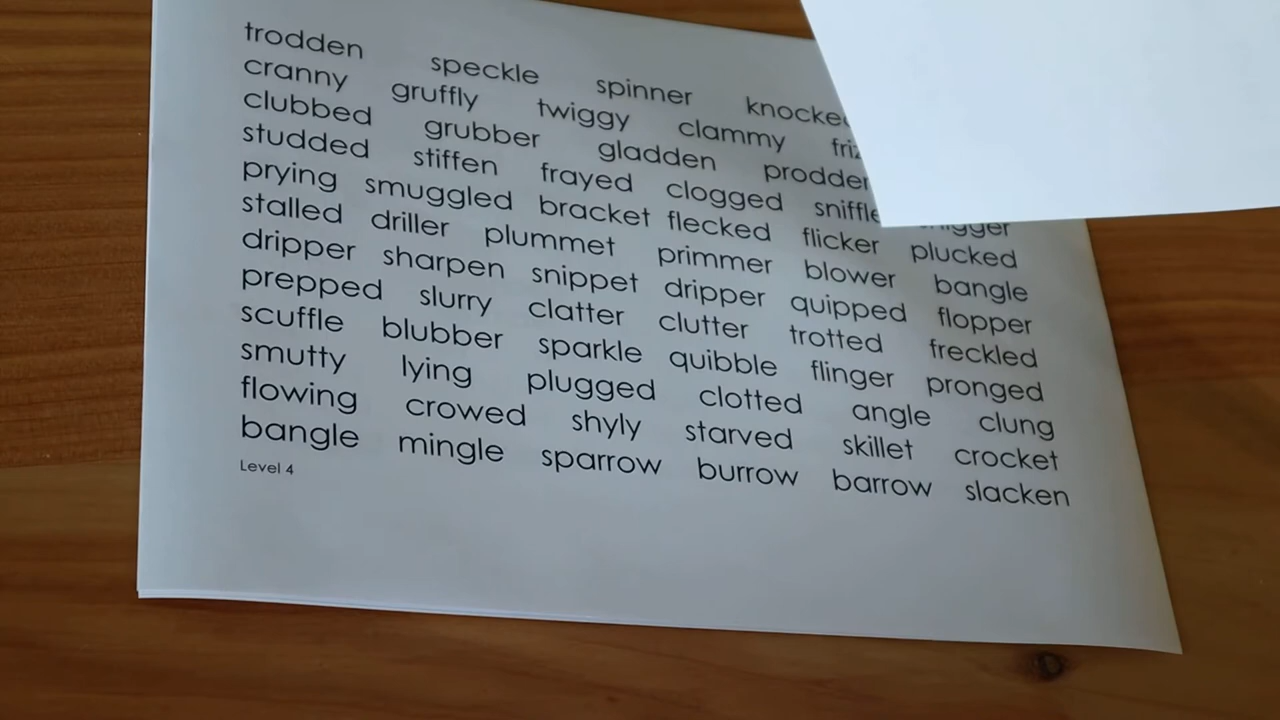 trodden speckle spinner
cranny gruffly twiggy clammy
clubbed grubber gladden
studded stiffen frayed clogged sniffle
prying smuggled bracket flecked flicker plucked
stalled driller plummet primmer blower bangle
dripper sharpen snippet dripper quipped flopper
prepped slurry clatter clutter trotted freckled
scuffle blubber sparkle quibble flinger pronged
smutty lying plugged clotted angle clung
flowing crowed shyly starved skillet crocket
bangle mingle sparrow burrow barrow slacken
Level 4